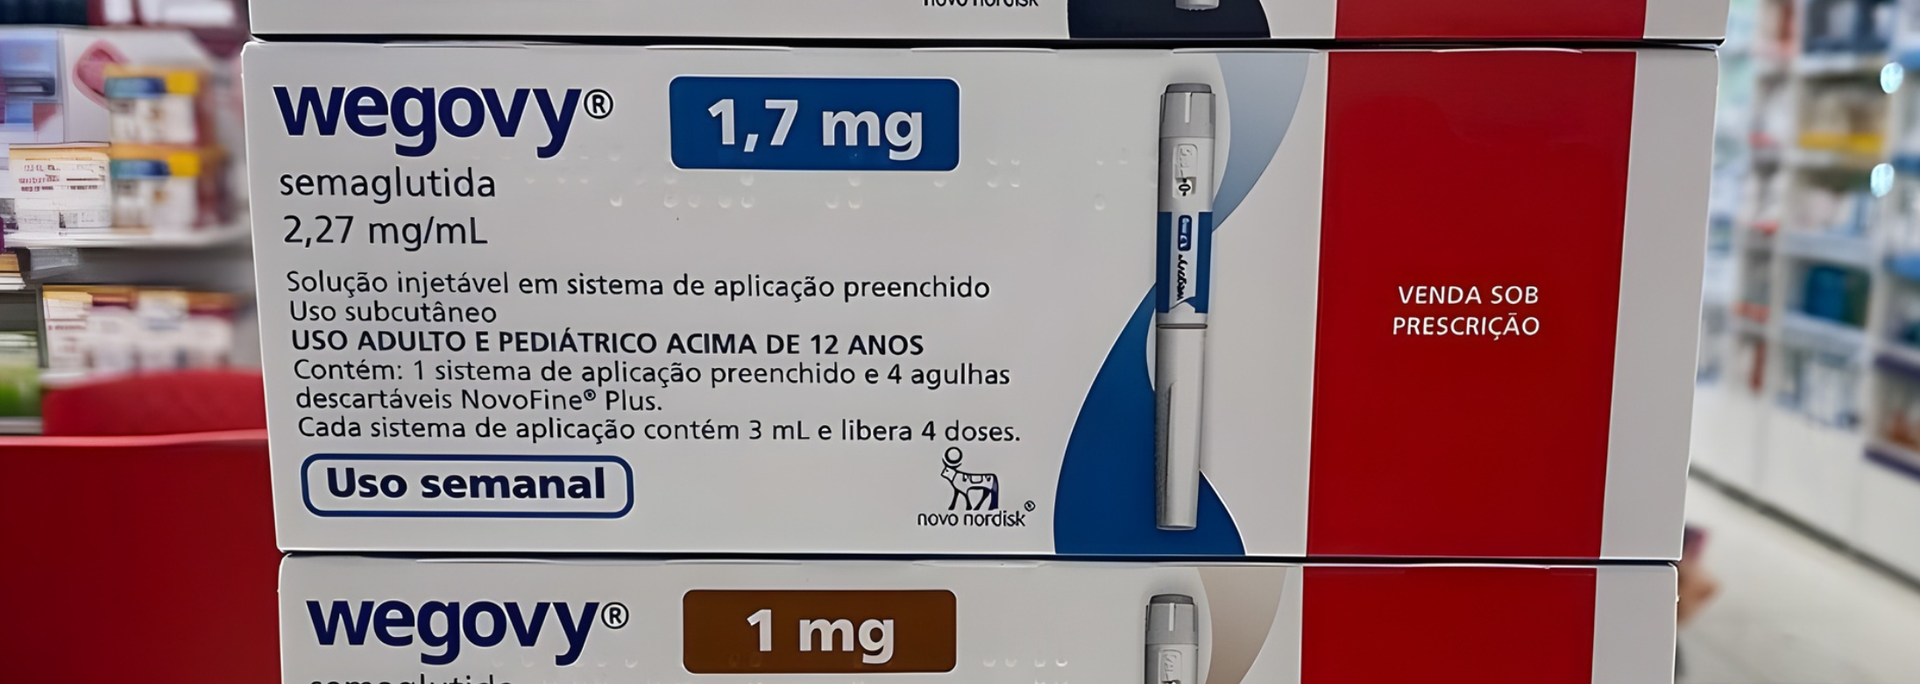 novo nordisk
wegovy®
1,7 mg
semaglutida
2,27 mg/mL
Solução injetável em sistema de aplicação preenchido
Uso subcutâneo
USO ADULTO E PEDIÁTRICO ACIMA DE 12 ANOS
Contém: 1 sistema de aplicação preenchido e 4 agulhas
descartáveis NovoFine® Plus.
Cada sistema de aplicação contém 3 mL e libera 4 doses.
Uso semanal
novo nordisk®
VENDA SOB
PRESCRIÇÃO
wegovy®
1 mg
semaglutida